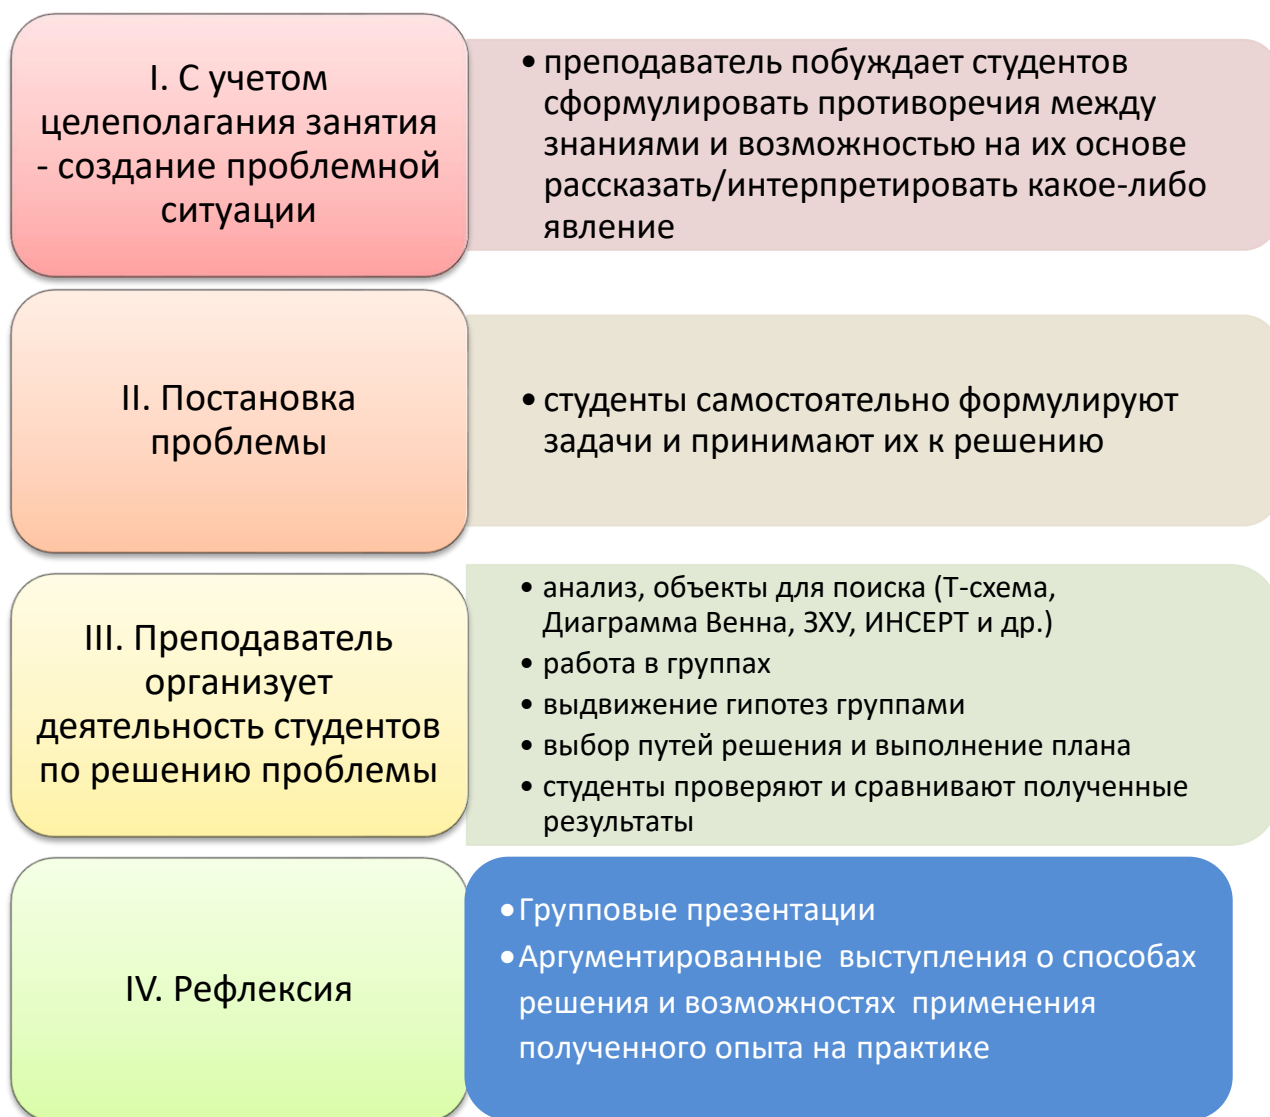 I. С учетом
целеполагания занятия
- создание проблемной
ситуации
• преподаватель побуждает студентов
сформулировать противоречия между
знаниями и возможностью на их основе
рассказать/интерпретировать какое-либо
явление
II. Постановка
проблемы
• студенты самостоятельно формулируют
задачи и принимают их к решению
III. Преподаватель
организует
деятельность студентов
по решению проблемы
• анализ, объекты для поиска (Т-схема,
Диаграмма Венна, ЗХУ, ИНСЕРТ и др.)
• работа в группах
• выдвижение гипотез группами
• выбор путей решения и выполнение плана
• студенты проверяют и сравнивают полученные
результаты
IV. Рефлексия
• Групповые презентации
• Аргументированные выступления о способах
решения и возможностях применения
полученного опыта на практике